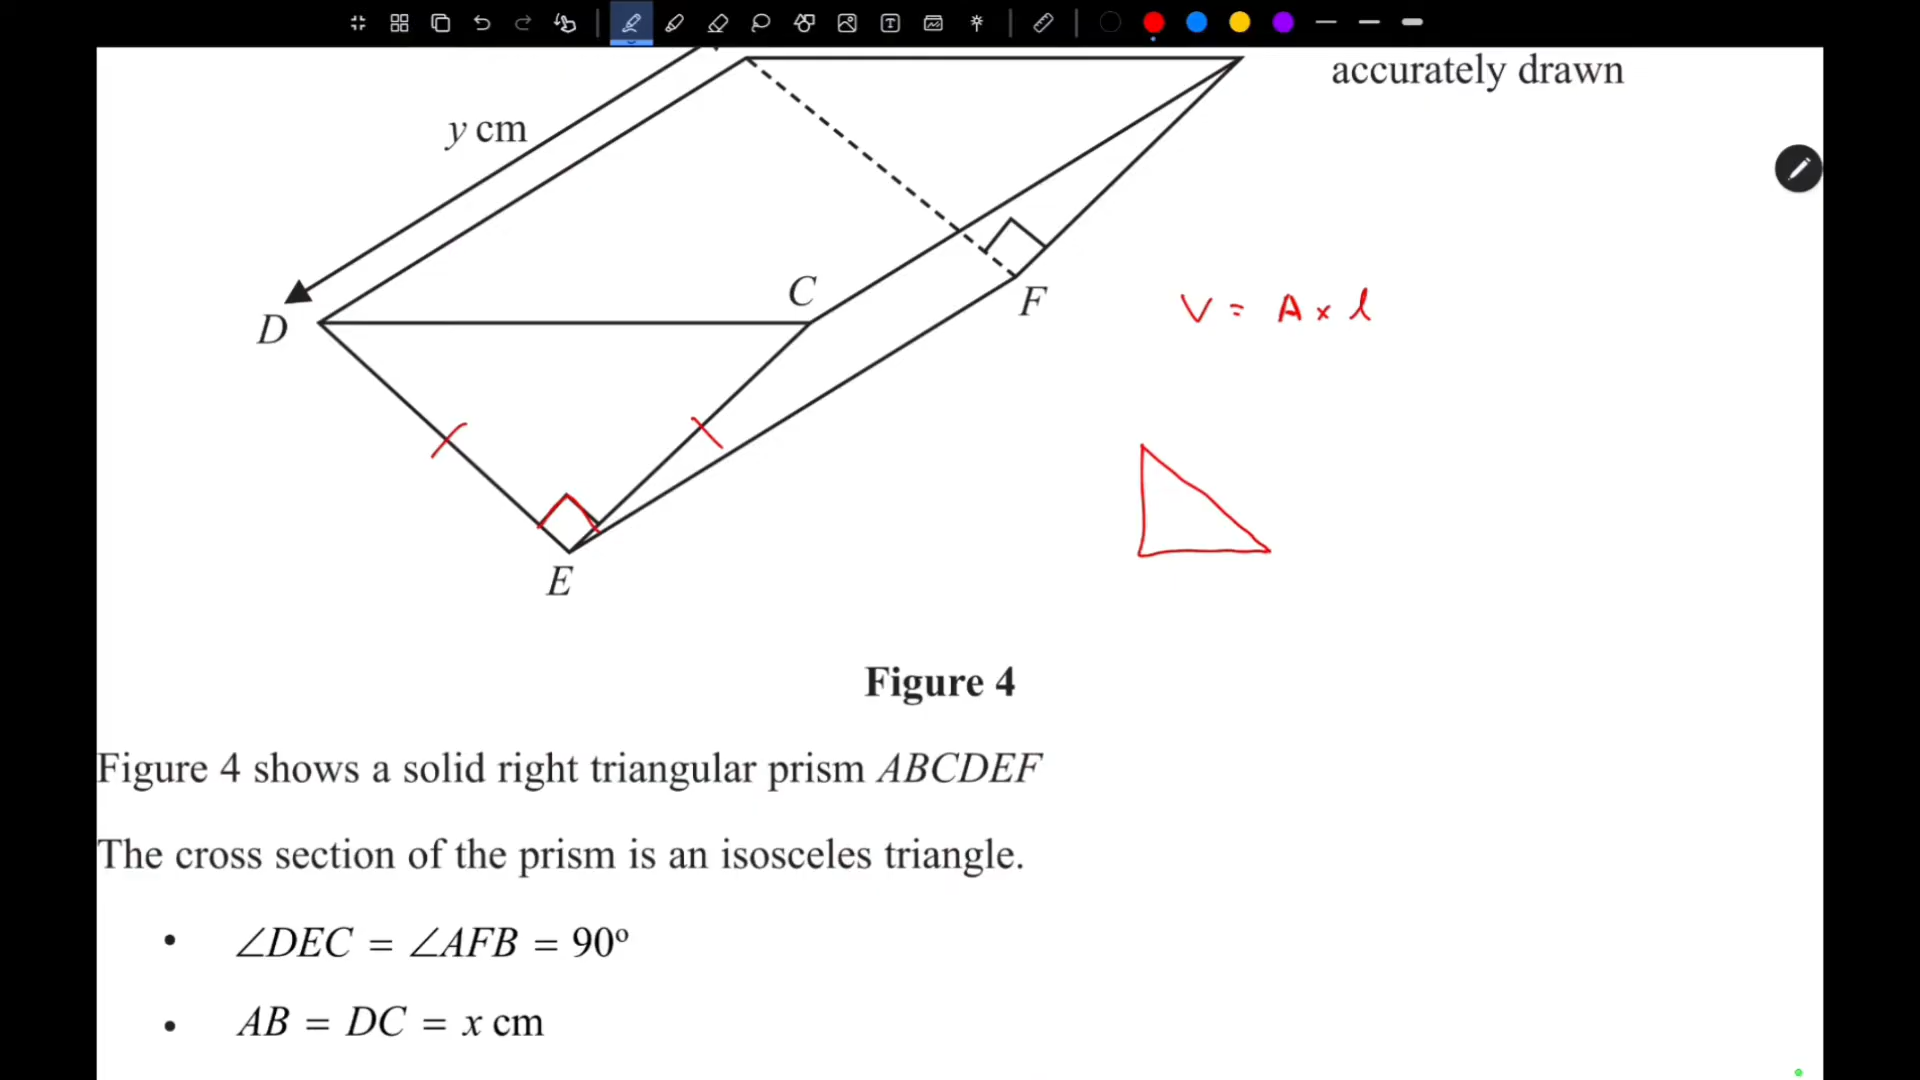 accurately drawn
y cm
C
F
D
V = A x l
E
Figure 4
Figure 4 shows a solid right triangular prism ABCDEF
The cross section of the prism is an isosceles triangle.
• ∠DEC = ∠AFB = 90°
• AB = DC = x cm